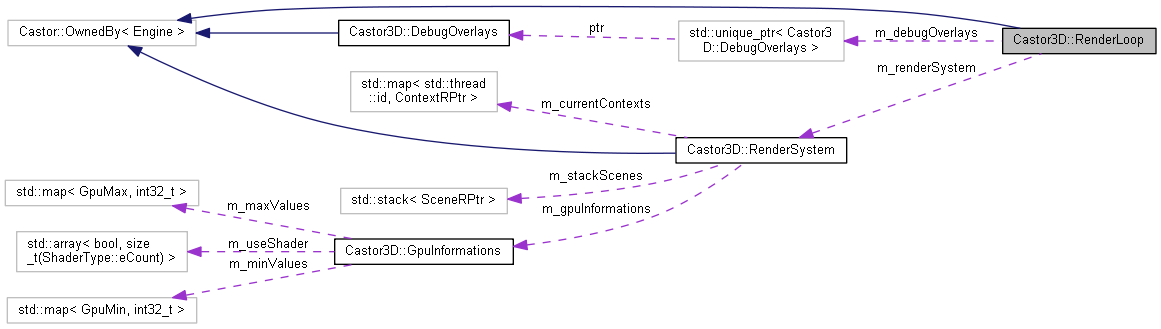 Castor::OwnedBy< Engine >
Castor3D::DebugOverlays
ptr
std::unique_ptr< Castor3
D::DebugOverlays >
m_debugOverlays
Castor3D::RenderLoop
m_renderSystem
std::map< std::thread
::id, ContextRPtr >
m_currentContexts
Castor3D::RenderSystem
m_stackScenes
std::stack< SceneRPtr >
m_gpuInformations
std::map< GpuMax, int32_t >
m_maxValues
std::array< bool, size
_t(ShaderType::eCount) >
m_useShader
Castor3D::GpuInformations
m_minValues
std::map< GpuMin, int32_t >